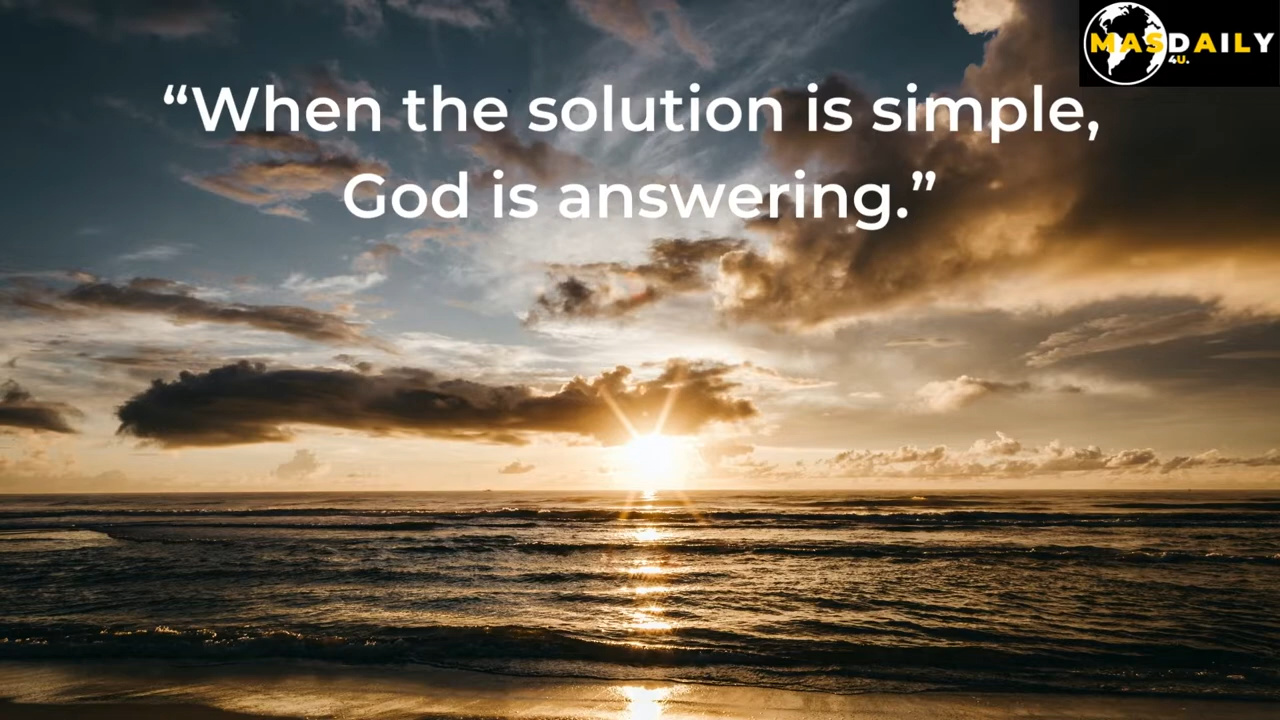 “When the solution is simple,
God is answering.”
MASDAILY
4U.